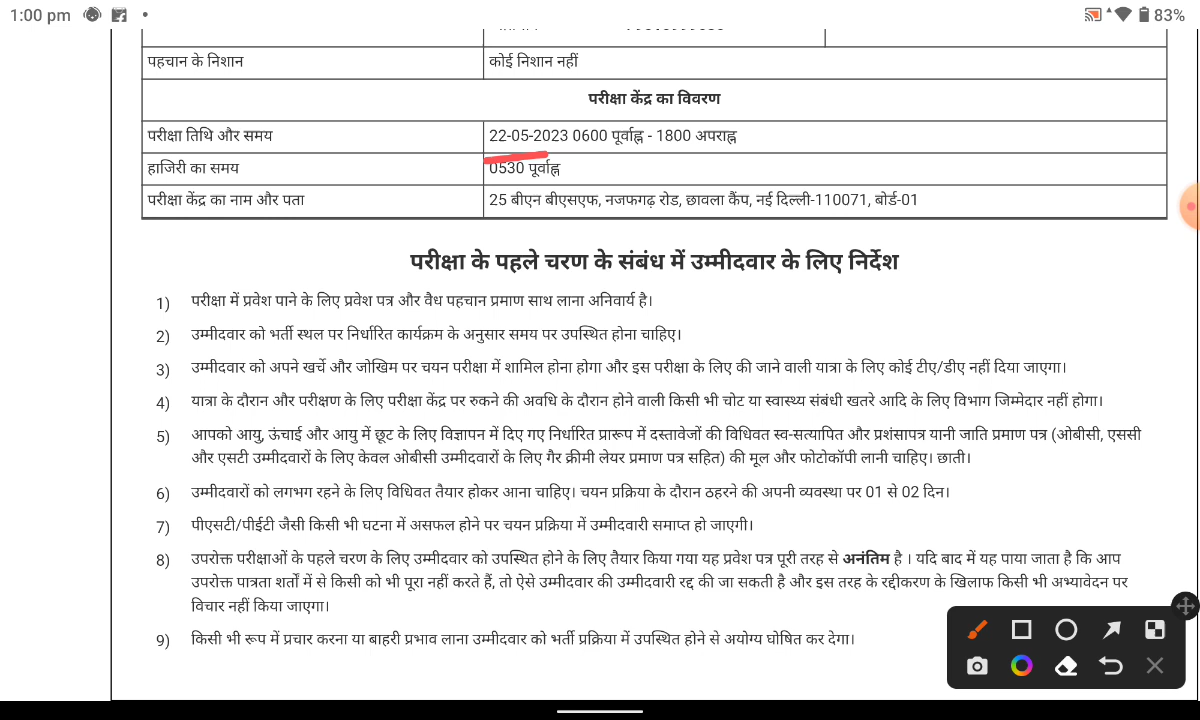 1:00 pm
83%
पहचान के निशान कोई निशान नहीं
परीक्षा केंद्र का विवरण
परीक्षा तिथि और समय 22-05-2023 0600 पूर्वाह्न - 1800 अपराह्न
हाजिरी का समय 0530 पूर्वाह्न
परीक्षा केंद्र का नाम और पता 25 बीएन बीएसएफ, नजफगढ़ रोड, छावला कैंप, नई दिल्ली-110071, बोर्ड-01
परीक्षा के पहले चरण के संबंध में उम्मीदवार के लिए निर्देश
1) परीक्षा में प्रवेश पाने के लिए प्रवेश पत्र और वैध पहचान प्रमाण साथ लाना अनिवार्य है।
2) उम्मीदवार को भर्ती स्थल पर निर्धारित कार्यक्रम के अनुसार समय पर उपस्थित होना चाहिए।
3) उम्मीदवार को अपने खर्चे और जोखिम पर चयन परीक्षा में शामिल होना होगा और इस परीक्षा के लिए की जाने वाली यात्रा के लिए कोई टीए/डीए नहीं दिया जाएगा।
4) यात्रा के दौरान और परीक्षण के लिए परीक्षा केंद्र पर रुकने की अवधि के दौरान होने वाली किसी भी चोट या स्वास्थ्य संबंधी खतरे आदि के लिए विभाग जिम्मेदार नहीं होगा।
5) आपको आयु, ऊंचाई और आयु में छूट के लिए विज्ञापन में दिए गए निर्धारित प्रारूप में दस्तावेजों की विधिवत स्व-सत्यापित और प्रशंसापत्र यानी जाति प्रमाण पत्र (ओबीसी, एससी
और एसटी उम्मीदवारों के लिए केवल ओबीसी उम्मीदवारों के लिए गैर क्रीमी लेयर प्रमाण पत्र सहित) की मूल और फोटोकॉपी लानी चाहिए। छाती।
6) उम्मीदवारों को लगभग रहने के लिए विधिवत तैयार होकर आना चाहिए। चयन प्रक्रिया के दौरान ठहरने की अपनी व्यवस्था पर 01 से 02 दिन।
7) पीएसटी/पीईटी जैसी किसी भी घटना में असफल होने पर चयन प्रक्रिया में उम्मीदवारी समाप्त हो जाएगी।
8) उपरोक्त परीक्षाओं के पहले चरण के लिए उम्मीदवार को उपस्थित होने के लिए तैयार किया गया यह प्रवेश पत्र पूरी तरह से अनंतिम है । यदि बाद में यह पाया जाता है कि आप
उपरोक्त पात्रता शर्तों में से किसी को भी पूरा नहीं करते हैं, तो ऐसे उम्मीदवार की उम्मीदवारी रद्द की जा सकती है और इस तरह के रद्दीकरण के खिलाफ किसी भी अभ्यावेदन पर
विचार नहीं किया जाएगा।
9) किसी भी रूप में प्रचार करना या बाहरी प्रभाव लाना उम्मीदवार को भर्ती प्रक्रिया में उपस्थित होने से अयोग्य घोषित कर देगा।